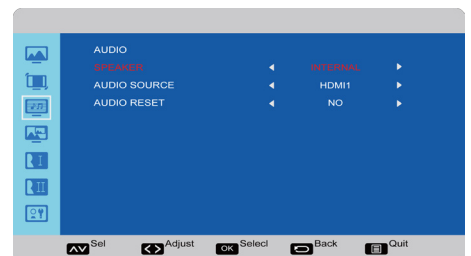 AUDIO
SPEAKER INTERNAL
AUDIO SOURCE HDMI1
AUDIO RESET NO
Sel Adjust OK Selecl Back Quit